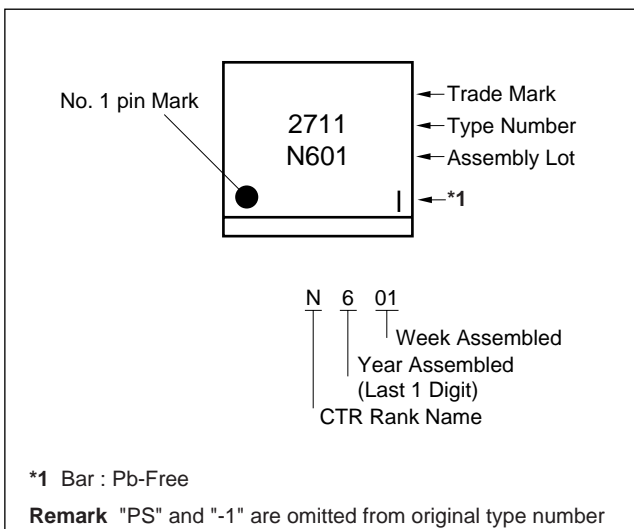 No. 1 pin Mark
2711
N601
Trade Mark
Type Number
Assembly Lot
*1
N 6 01
Week Assembled
Year Assembled
(Last 1 Digit)
CTR Rank Name
*1 Bar : Pb-Free
Remark "PS" and "-1" are omitted from original type number